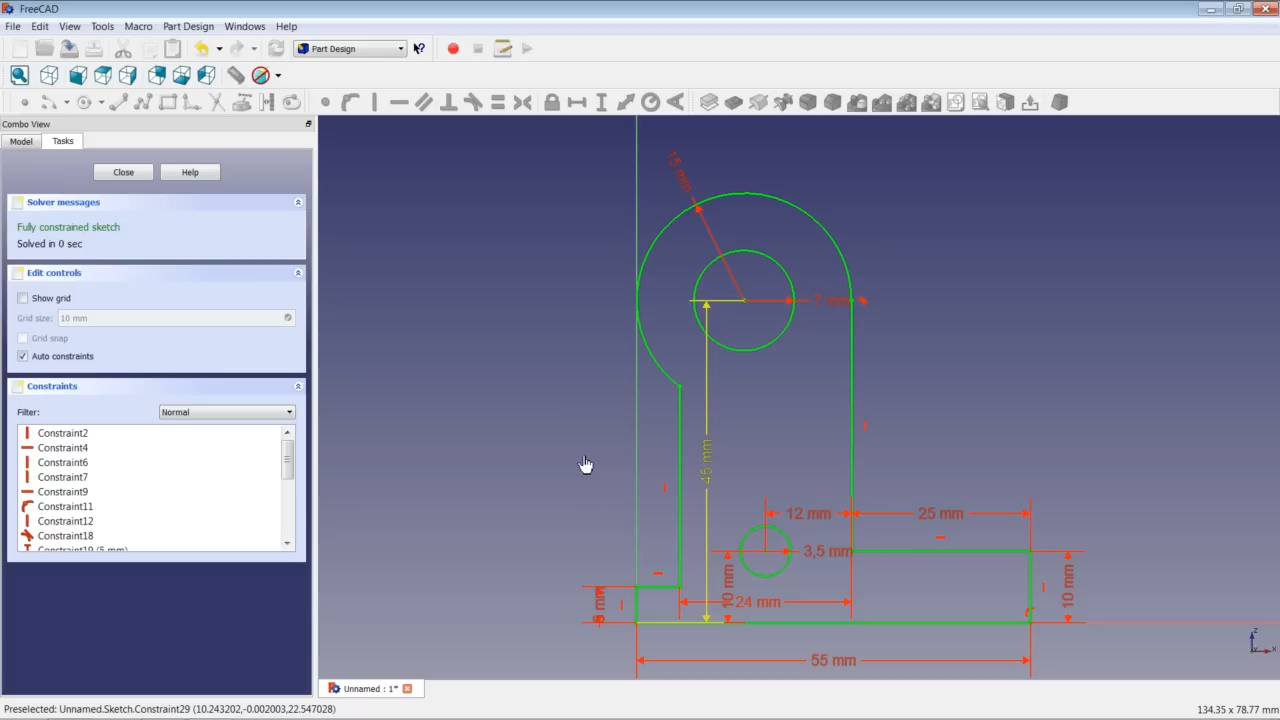 FreeCAD
File Edit View Tools Macro Part Design Windows Help
Part Design
Combo View
Model Tasks
Close Help
Solver messages
Fully constrained sketch
Solved in 0 sec
Edit controls
Show grid
Grid size: 10 mm
Grid snap
Auto constraints
Constraints
Filter: Normal
Constraint2
Constraint4
Constraint6
Constraint7
Constraint9
Constraint11
Constraint12
Constraint18
Constraint19 (5 mm)
15 mm
7 mm
45 mm
12 mm 25 mm
3,5 mm
5 mm
10 mm
24 mm
10 mm
55 mm
z
x
Unnamed : 1*
Preselected: Unnamed.Sketch.Constraint29 (10.243202,-0.002003,22.547028) 134.35 x 78.77 mm